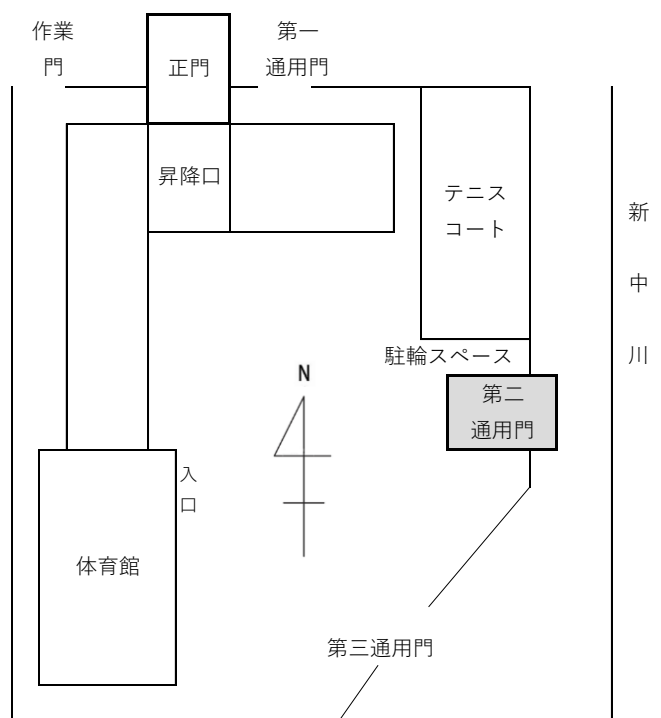 作業
門
正門
第一
通用門
昇降口
テニス
コート
新中川
駐輪スペース
N
第二
通用門
入口
体育館
第三通用門